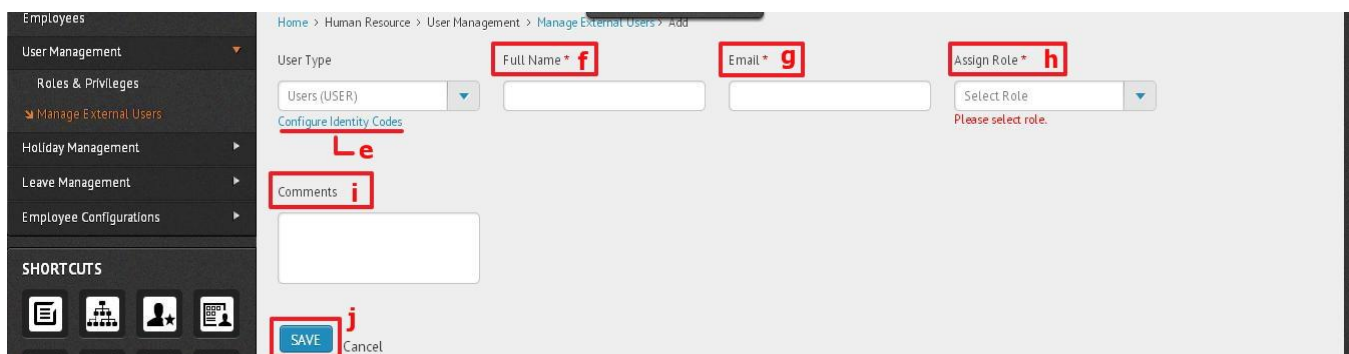 Employees
Home > Human Resource > User Management > Manage External Users > Add
User Management
User Type
Full Name * f
Email * g
Assign Role * h
Roles & Privileges
Users (USER)
Select Role
Manage External Users
Configure Identity Codes
Please select role.
e
Holiday Management
Leave Management
Comments i
Employee Configurations
SHORTCUTS
j
SAVE
Cancel